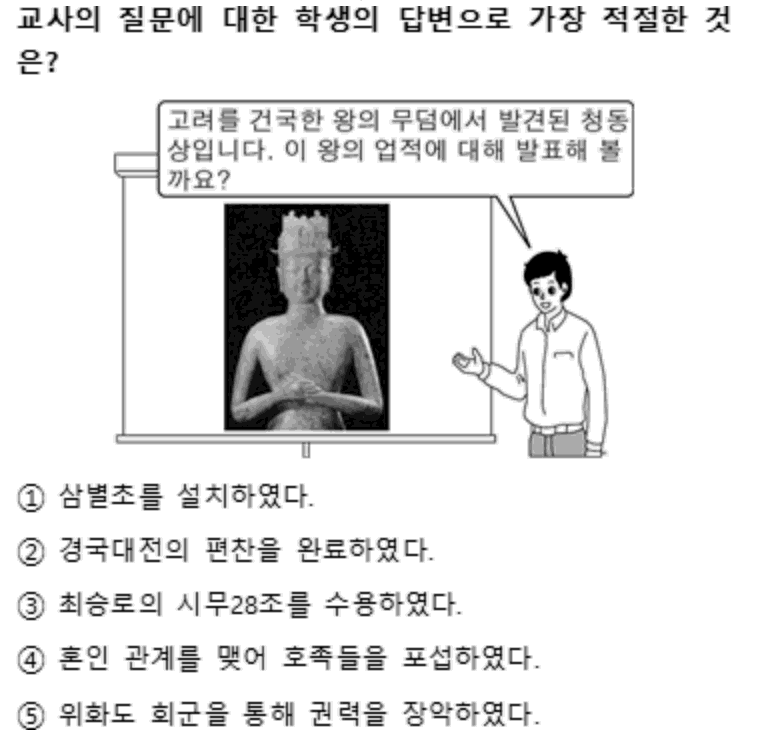 교사의 질문에 대한 학생의 답변으로 가장 적절한 것
은?
고려를 건국한 왕의 무덤에서 발견된 청동
상입니다. 이 왕의 업적에 대해 발표해 볼
까요?
① 삼별초를 설치하였다.
② 경국대전의 편찬을 완료하였다.
③ 최승로의 시무28조를 수용하였다.
④ 혼인 관계를 맺어 호족들을 포섭하였다.
⑤ 위화도 회군을 통해 권력을 장악하였다.